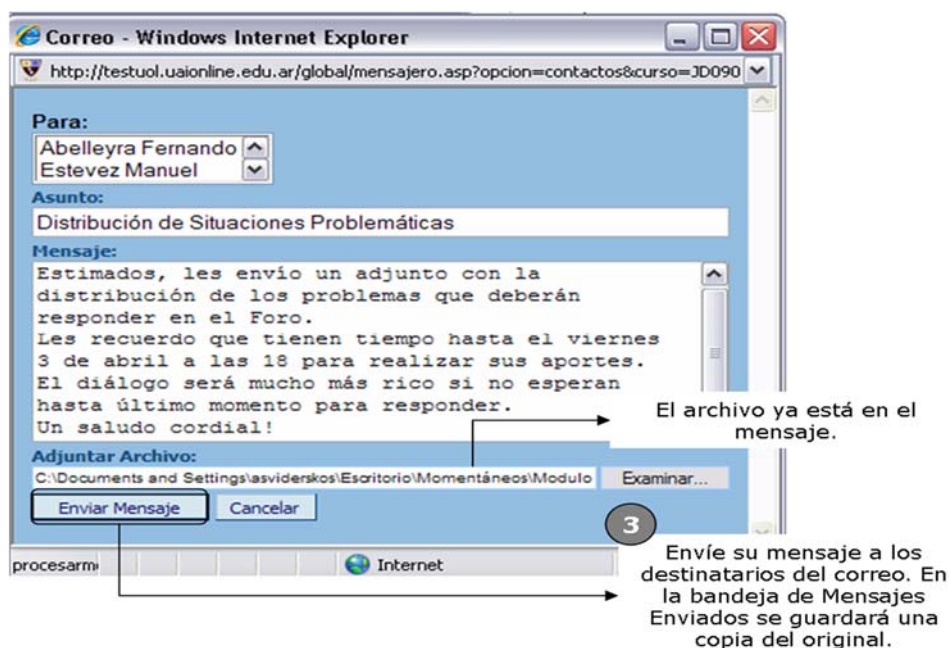 Correo - Windows Internet Explorer
http://testuol.uaionline.edu.ar/global/mensajero.asp?opcion=contactos&curso=JD090
Para:
Abelleyra Fernando
Estevez Manuel
Asunto:
Distribución de Situaciones Problemáticas
Mensaje:
Estimados, les envío un adjunto con la
distribución de los problemas que deberán
responder en el Foro.
Les recuerdo que tienen tiempo hasta el viernes
3 de abril a las 18 para realizar sus aportes.
El diálogo será mucho más rico si no esperan
hasta último momento para responder.
Un saludo cordial!
El archivo ya está en el
mensaje.
Adjuntar Archivo:
C:\Documents and Settings\asviderskos\Escritorio\Momentáneos\Modulo Examinar...
Enviar Mensaje Cancelar
3
Envíe su mensaje a los
destinatarios del correo. En
la bandeja de Mensajes
Enviados se guardará una
copia del original.
procesarm Internet